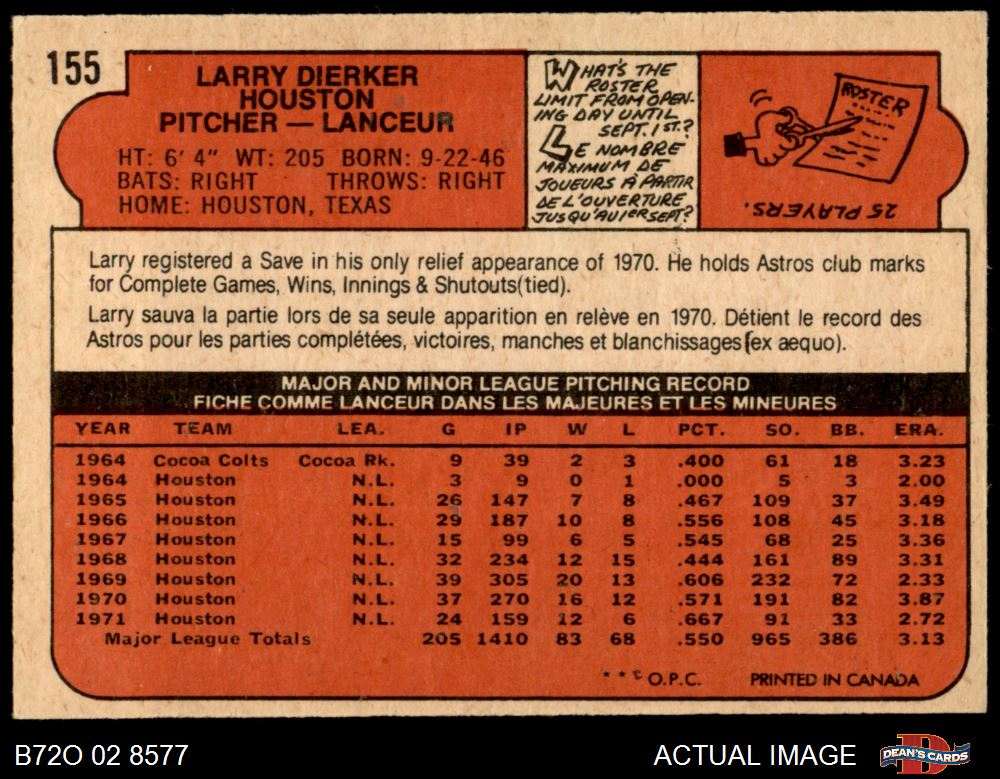 155
LARRY DIERKER
HOUSTON
PITCHER — LANCEUR
HT: 6' 4" WT: 205 BORN: 9-22-46
BATS: RIGHT THROWS: RIGHT
HOME: HOUSTON, TEXAS
WHAT'S THE
ROSTER
LIMIT FROM OPEN-
ING DAY UNTIL
SEPT. 1ST.?
LE NOMBRE
MAXIMUM DE
JOUEURS À PARTIR
DE L'OUVERTURE
JUSQU'AU 1ER SEPT?
ROSTER
25 PLAYERS.
Larry registered a Save in his only relief appearance of 1970. He holds Astros club marks
for Complete Games, Wins, Innings & Shutouts(tied).
Larry sauva la partie lors de sa seule apparition en relève en 1970. Détient le record des
Astros pour les parties complétées, victoires, manches et blanchissages(ex aequo).
MAJOR AND MINOR LEAGUE PITCHING RECORD
FICHE COMME LANCEUR DANS LES MAJEURES ET LES MINEURES
YEAR TEAM LEA. G IP W L PCT. SO. BB. ERA.
1964 Cocoa Colts Cocoa Rk. 9 39 2 3 .400 61 18 3.23
1964 Houston N.L. 3 9 0 1 .000 5 3 2.00
1965 Houston N.L. 26 147 7 8 .467 109 37 3.49
1966 Houston N.L. 29 187 10 8 .556 108 45 3.18
1967 Houston N.L. 15 99 6 5 .545 68 25 3.36
1968 Houston N.L. 32 234 12 15 .444 161 89 3.31
1969 Houston N.L. 39 305 20 13 .606 232 72 2.33
1970 Houston N.L. 37 270 16 12 .571 191 82 3.87
1971 Houston N.L. 24 159 12 6 .667 91 33 2.72
Major League Totals 205 1410 83 68 .550 965 386 3.13
* * © O.P.C. PRINTED IN CANADA
B72O 02 8577 ACTUAL IMAGE DEAN'S CARDS